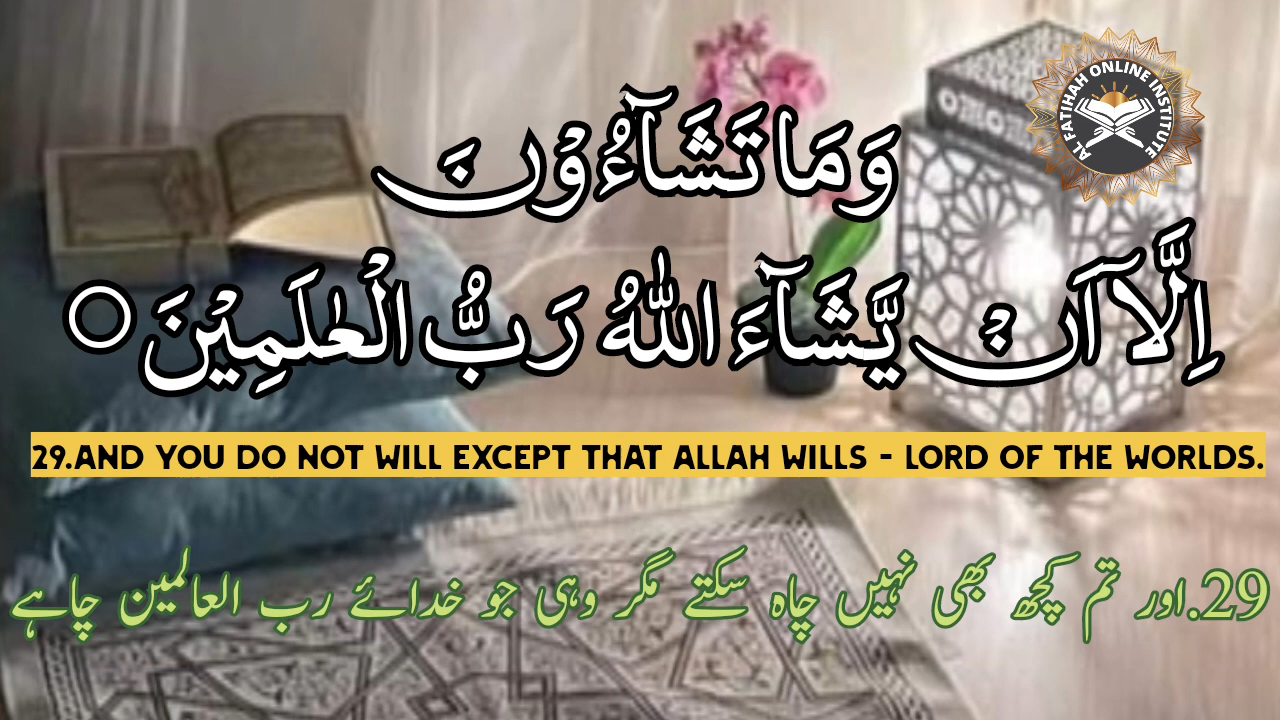 AL FATIHAH ONLINE INSTITUTE
وَمَا تَشَآءُوْنَ
اِلَّاۤ اَنْ يَّشَآءَ اللّٰهُ رَبُّ الْعٰلَمِيْنَ
29.AND YOU DO NOT WILL EXCEPT THAT ALLAH WILLS - LORD OF THE WORLDS.
29.اور تم کچھ بھی نہیں چاہ سکتے مگر وہی جو خدائے رب العالمین چاہے